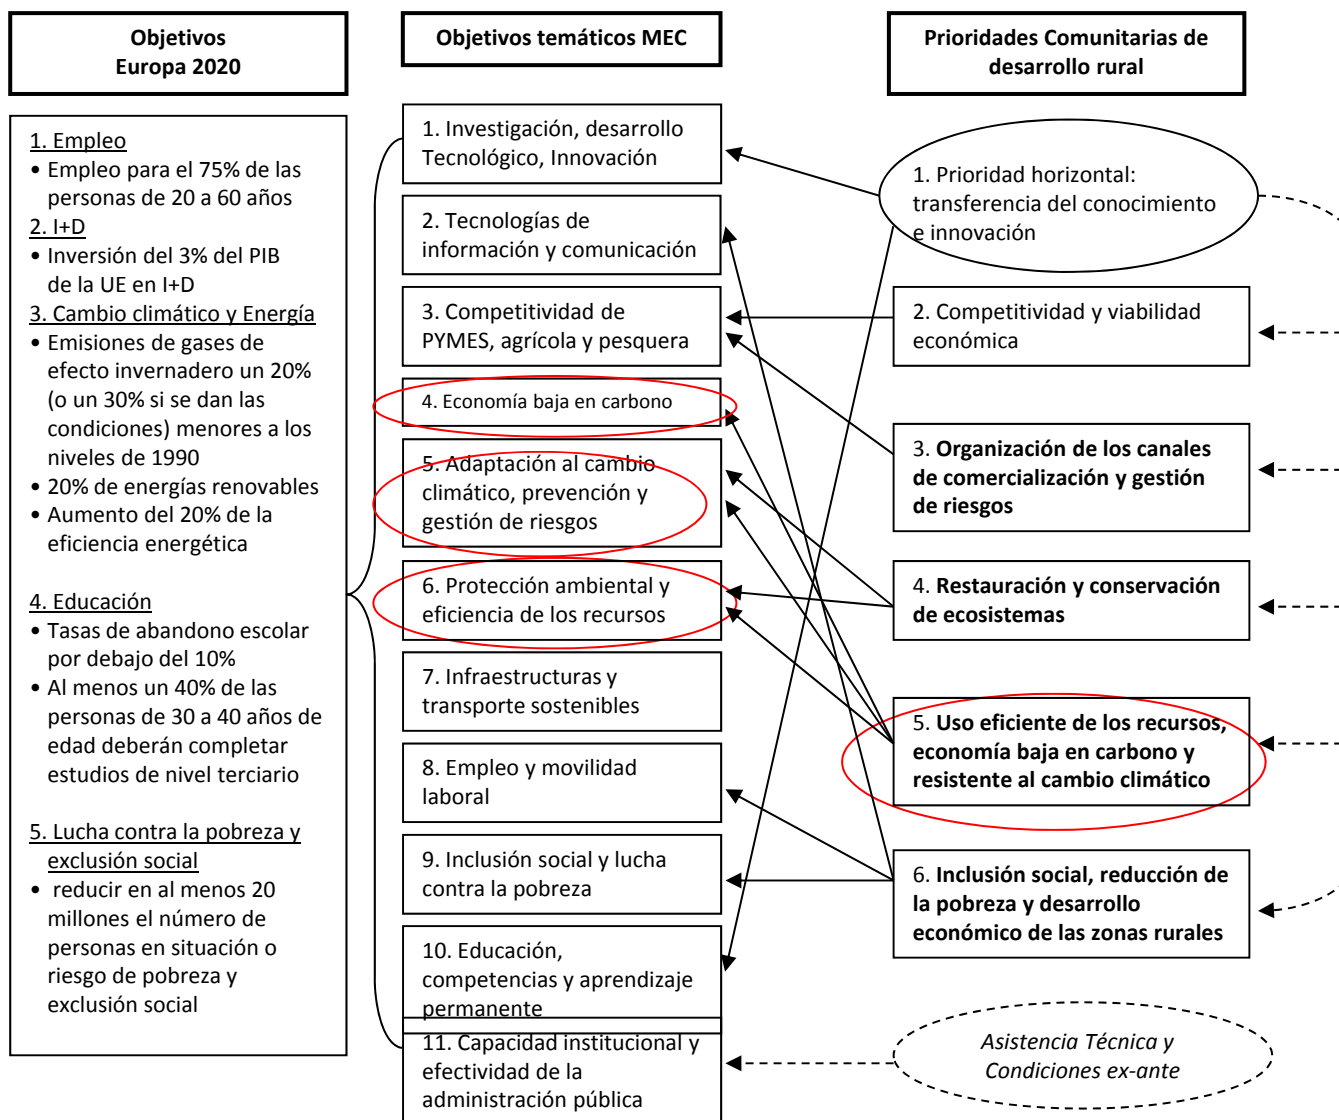 Objetivos
Europa 2020
1. Empleo
• Empleo para el 75% de las
personas de 20 a 60 años
2. I+D
• Inversión del 3% del PIB
de la UE en I+D
3. Cambio climático y Energía
• Emisiones de gases de
efecto invernadero un 20%
(o un 30% si se dan las
condiciones) menores a los
niveles de 1990
• 20% de energías renovables
• Aumento del 20% de la
eficiencia energética
4. Educación
• Tasas de abandono escolar
por debajo del 10%
• Al menos un 40% de las
personas de 30 a 40 años de
edad deberán completar
estudios de nivel terciario
5. Lucha contra la pobreza y
exclusión social
• reducir en al menos 20
millones el número de
personas en situación o
riesgo de pobreza y
exclusión social
Objetivos temáticos MEC
1. Investigación, desarrollo
Tecnológico, Innovación
2. Tecnologías de
información y comunicación
3. Competitividad de
PYMES, agrícola y pesquera
4. Economía baja en carbono
5. Adaptación al cambio
climático, prevención y
gestión de riesgos
6. Protección ambiental y
eficiencia de los recursos
7. Infraestructuras y
transporte sostenibles
8. Empleo y movilidad
laboral
9. Inclusión social y lucha
contra la pobreza
10. Educación,
competencias y aprendizaje
permanente
11. Capacidad institucional y
efectividad de la
administración pública
Prioridades Comunitarias de
desarrollo rural
1. Prioridad horizontal:
transferencia del conocimiento
e innovación
2. Competitividad y viabilidad
económica
3. Organización de los canales
de comercialización y gestión
de riesgos
4. Restauración y conservación
de ecosistemas
5. Uso eficiente de los recursos,
economía baja en carbono y
resistente al cambio climático
6. Inclusión social, reducción de
la pobreza y desarrollo
económico de las zonas rurales
Asistencia Técnica y
Condiciones ex-ante